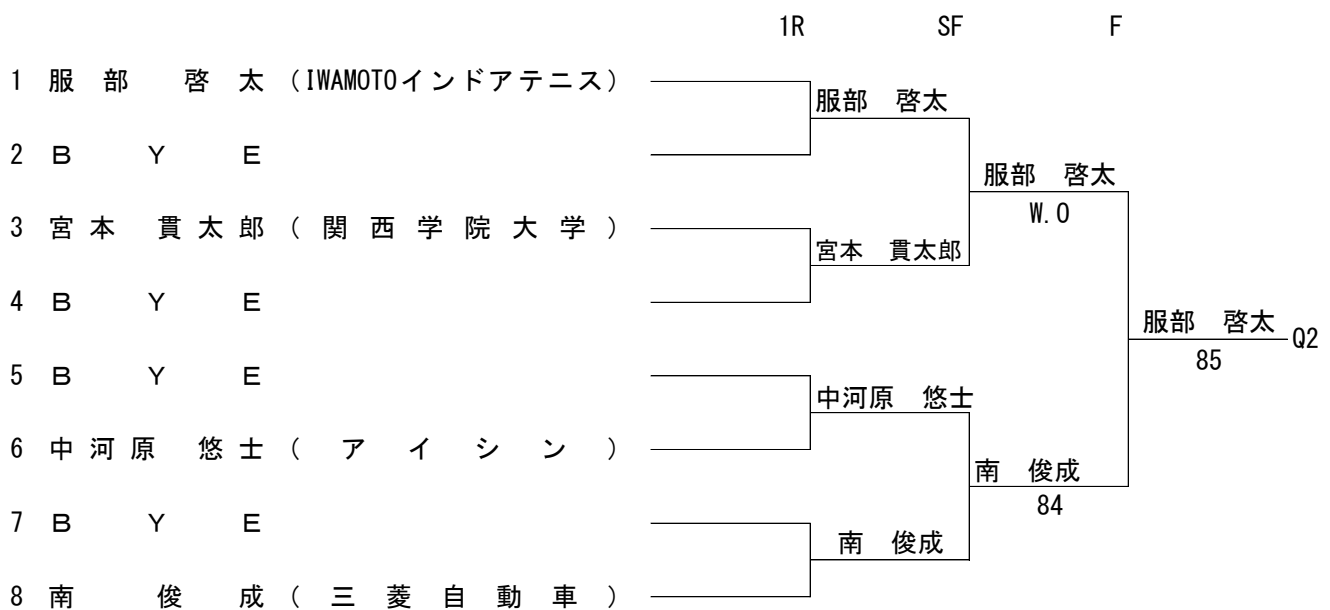 1R SF F
1 服部 啓太 (IWAMOTOインドアテニス)
服部 啓太
2 BYE
服部 啓太
W.O
3 宮本 貫太郎 (関西学院大学)
宮本 貫太郎
4 BYE
服部 啓太 Q2
85
5 BYE
中河原 悠士
6 中河原 悠士 (アイシン)
南 俊成
84
7 BYE
南 俊成
8 南 俊成 (三菱自動車)